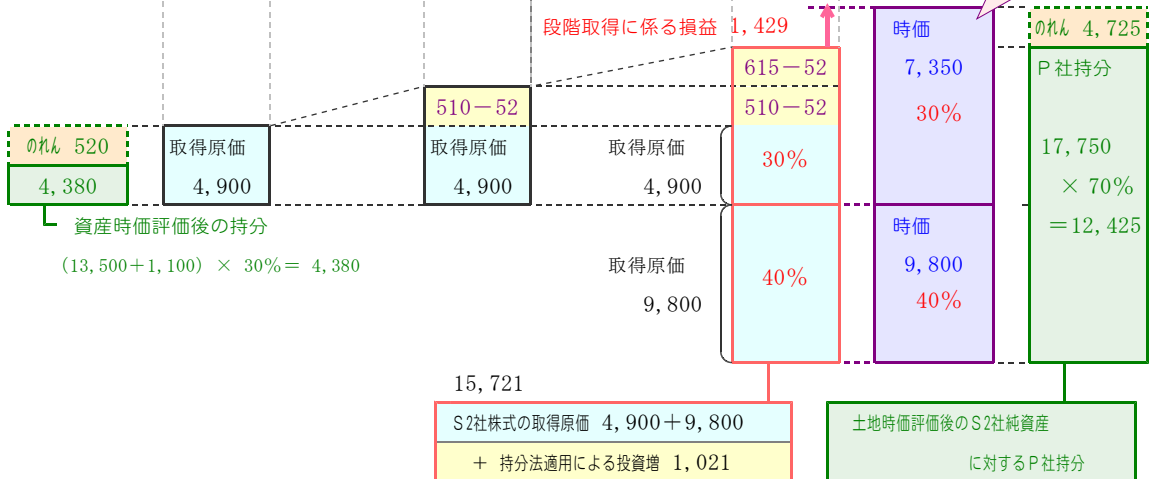 段階取得に係る損益 1,429
のれん 520
4,380
資産時価評価後の持分
(13,500+1,100) × 30%= 4,380
取得原価
4,900
510-52
取得原価
4,900
取得原価
4,900
取得原価
9,800
615-52
510-52
30%
40%
時価
7,350
30%
時価
9,800
40%
のれん 4,725
P社持分
17,750
× 70%
=12,425
15,721
S2社株式の取得原価 4,900+9,800
+ 持分法適用による投資増 1,021
土地時価評価後のS2社純資産
に対するP社持分